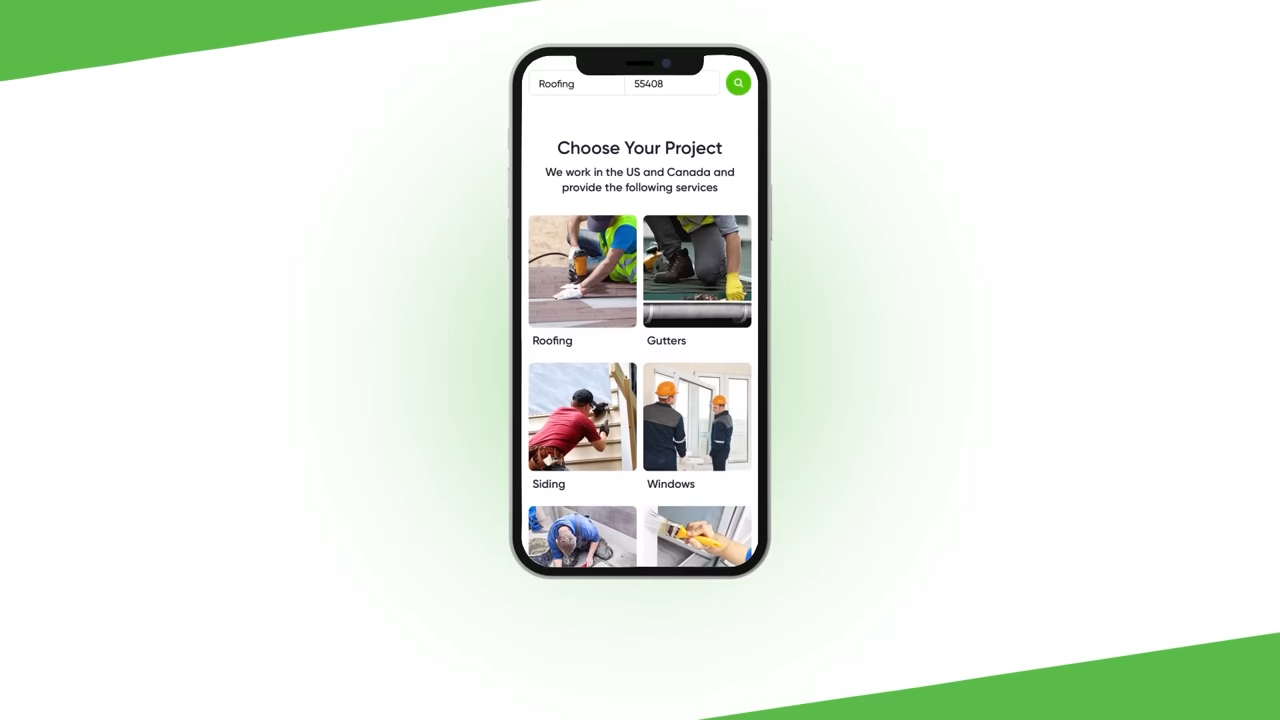 Roofing 55408
Choose Your Project
We work in the US and Canada and
provide the following services
Roofing Gutters
Siding Windows